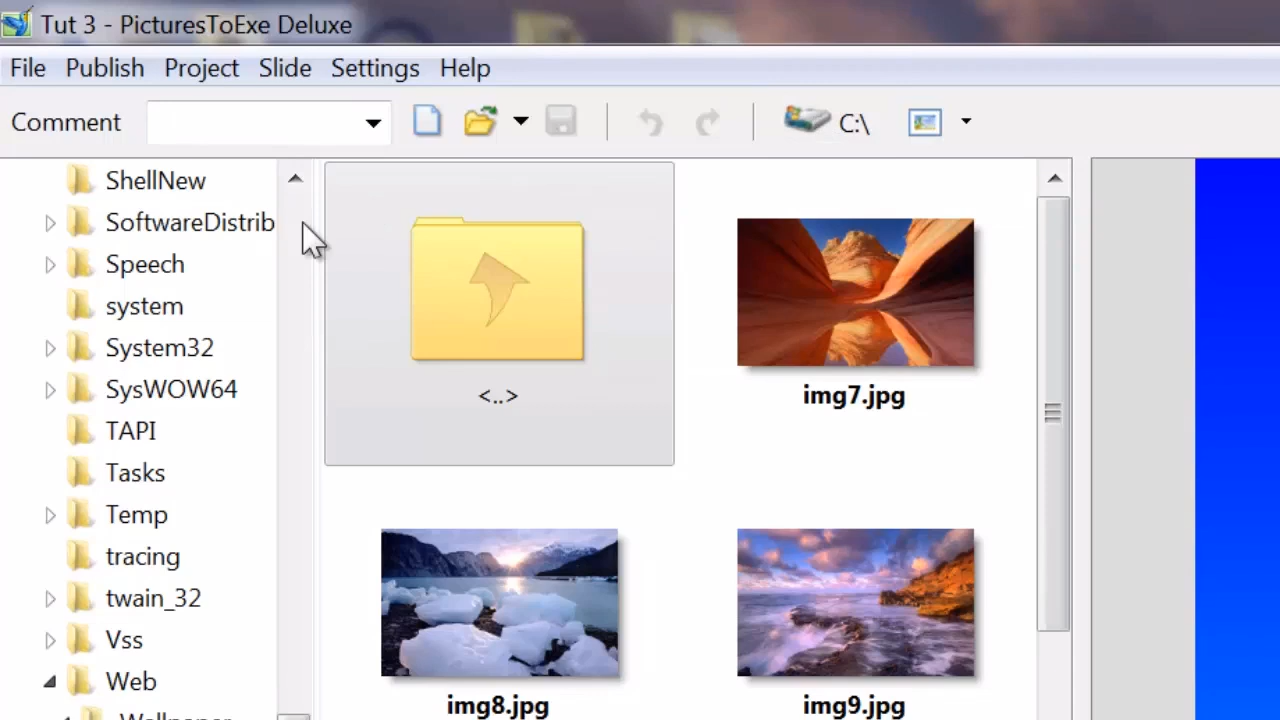 Tut 3 - PicturesToExe Deluxe
File Publish Project Slide Settings Help
Comment C:\
ShellNew
SoftwareDistrib
Speech
system
System32
SysWOW64
TAPI
Tasks
Temp
tracing
twain_32
Vss
Web
Wallpaper
<..>
img7.jpg
img8.jpg
img9.jpg